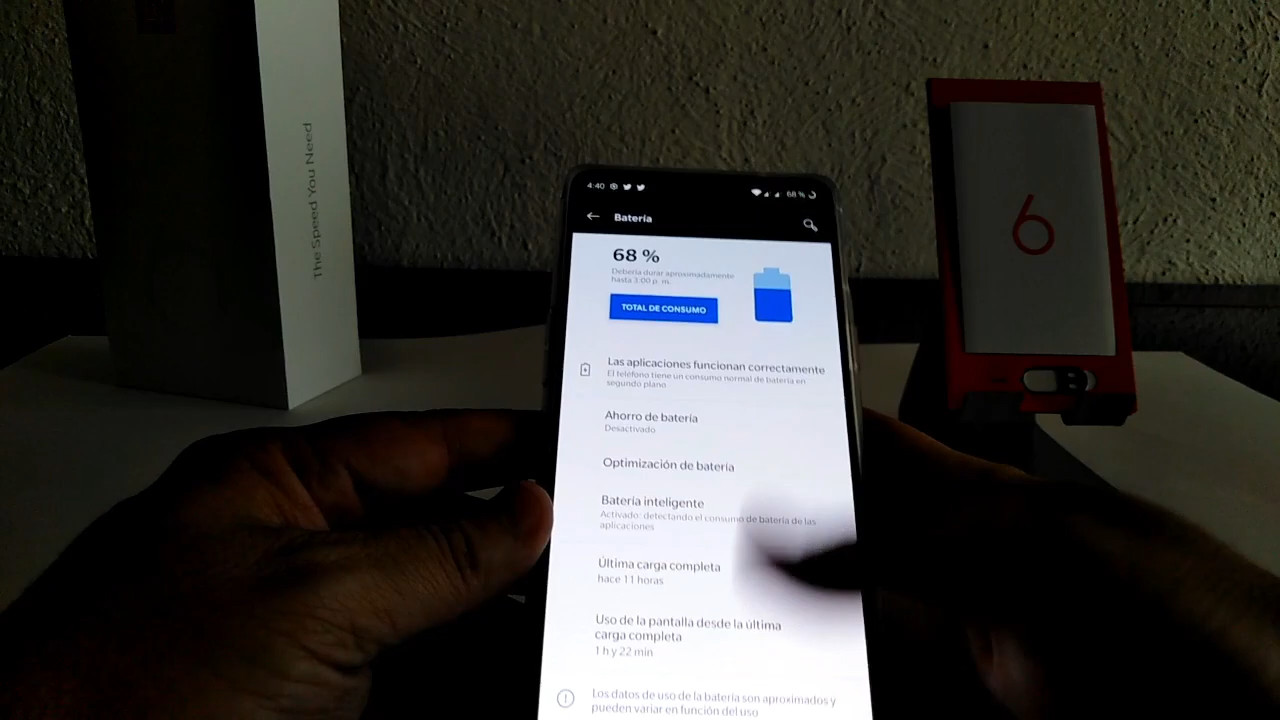 The Speed You Need
4:40
68 %
Batería
68 %
Debería durar aproximadamente
hasta 3:00 p. m.
TOTAL DE CONSUMO
Las aplicaciones funcionan correctamente
El teléfono tiene un consumo normal de batería en
segundo plano
Ahorro de batería
Desactivado
Optimización de batería
Batería inteligente
Activado: detectando el consumo de batería de las
aplicaciones
Última carga completa
hace 11 horas
Uso de la pantalla desde la última
carga completa
1 h y 22 min
Los datos de uso de la batería son aproximados y
pueden variar en función del uso
6